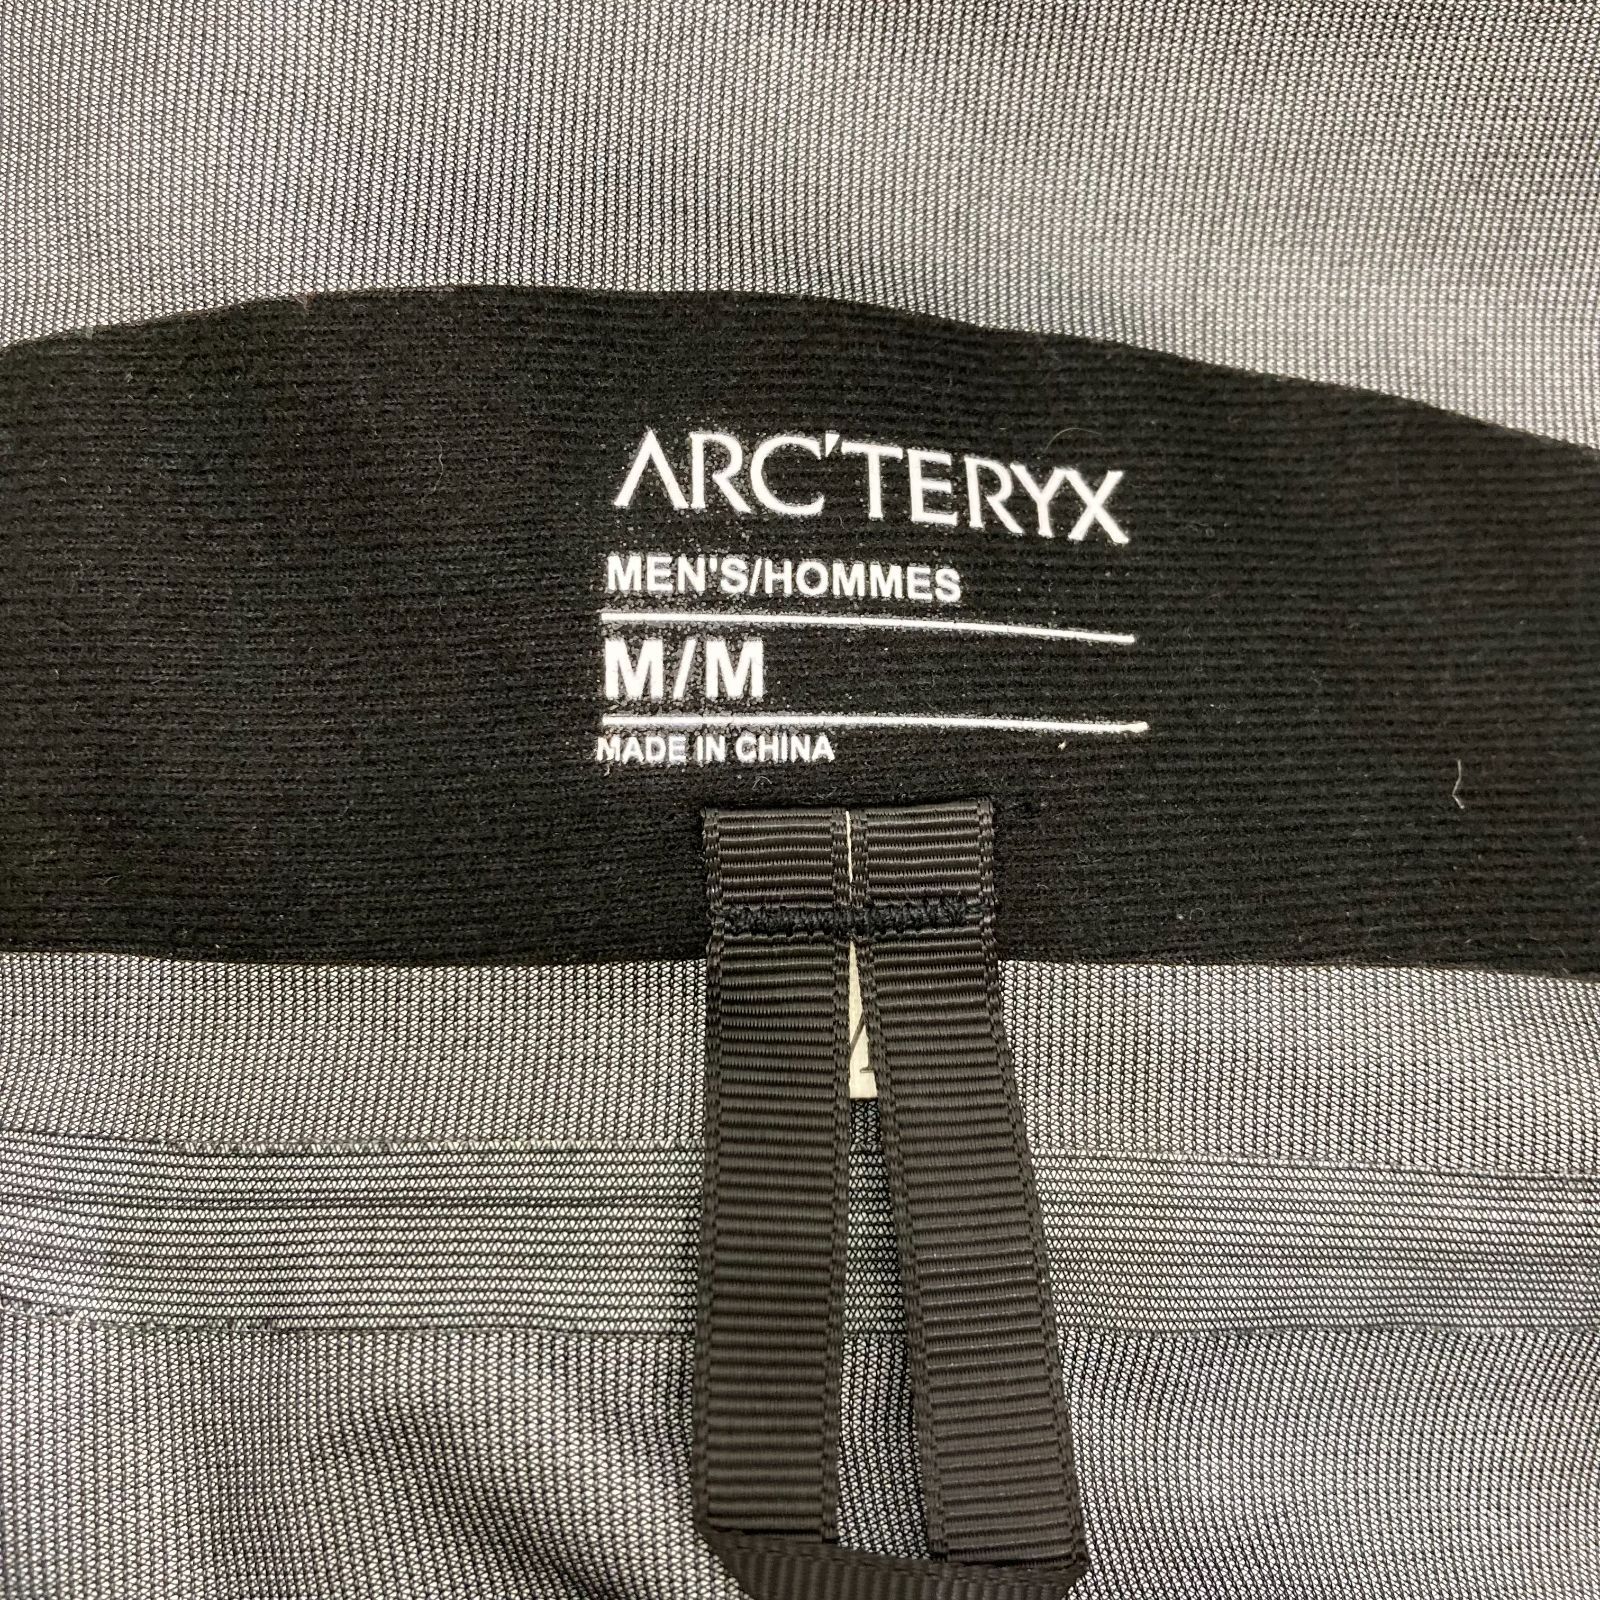 ARC'TERYX
MEN'S/HOMMES
M/M
MADE IN CHINA